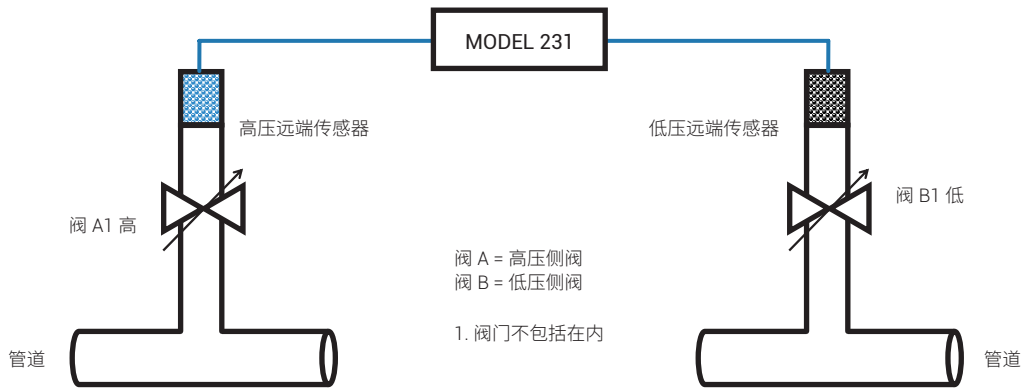 MODEL 231
高压远端传感器
低压远端传感器
阀 A1 高
阀 B1 低
阀 A = 高压侧阀
阀 B = 低压侧阀
1. 阀门不包括在内
管道
管道